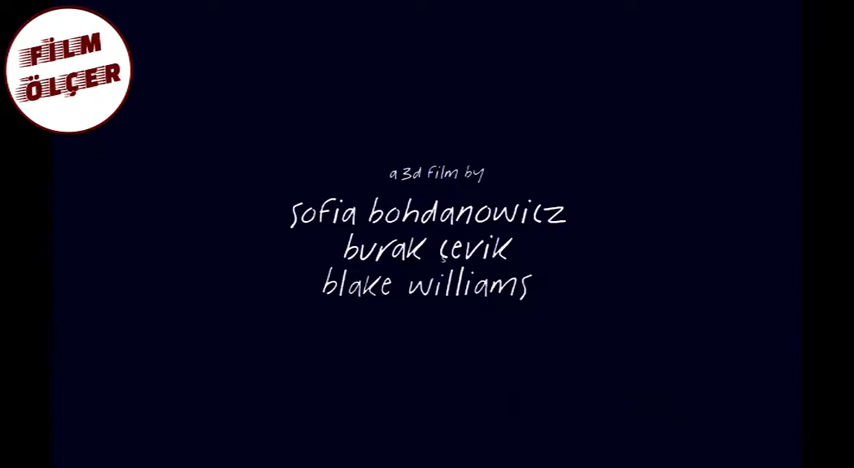 FİLM
ÖLÇER
a 3d film by
sofia bohdanowicz
burak çevik
blake williams